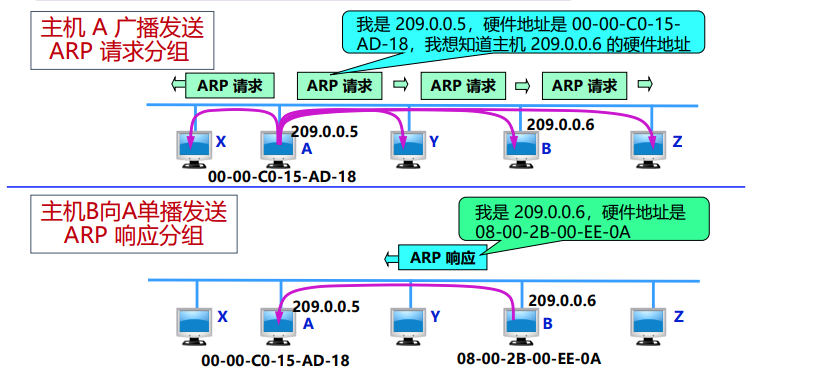 主机 A 广播发送
ARP 请求分组
我是 209.0.0.5，硬件地址是 00-00-C0-15-
AD-18，我想知道主机 209.0.0.6 的硬件地址
ARP 请求
ARP 请求
ARP 请求
ARP 请求
209.0.0.5
209.0.0.6
X
A
Y
B
Z
00-00-C0-15-AD-18
主机B向A单播发送
ARP 响应分组
我是 209.0.0.6，硬件地址是
08-00-2B-00-EE-0A
ARP 响应
209.0.0.5
209.0.0.6
X
A
Y
B
Z
00-00-C0-15-AD-18
08-00-2B-00-EE-0A